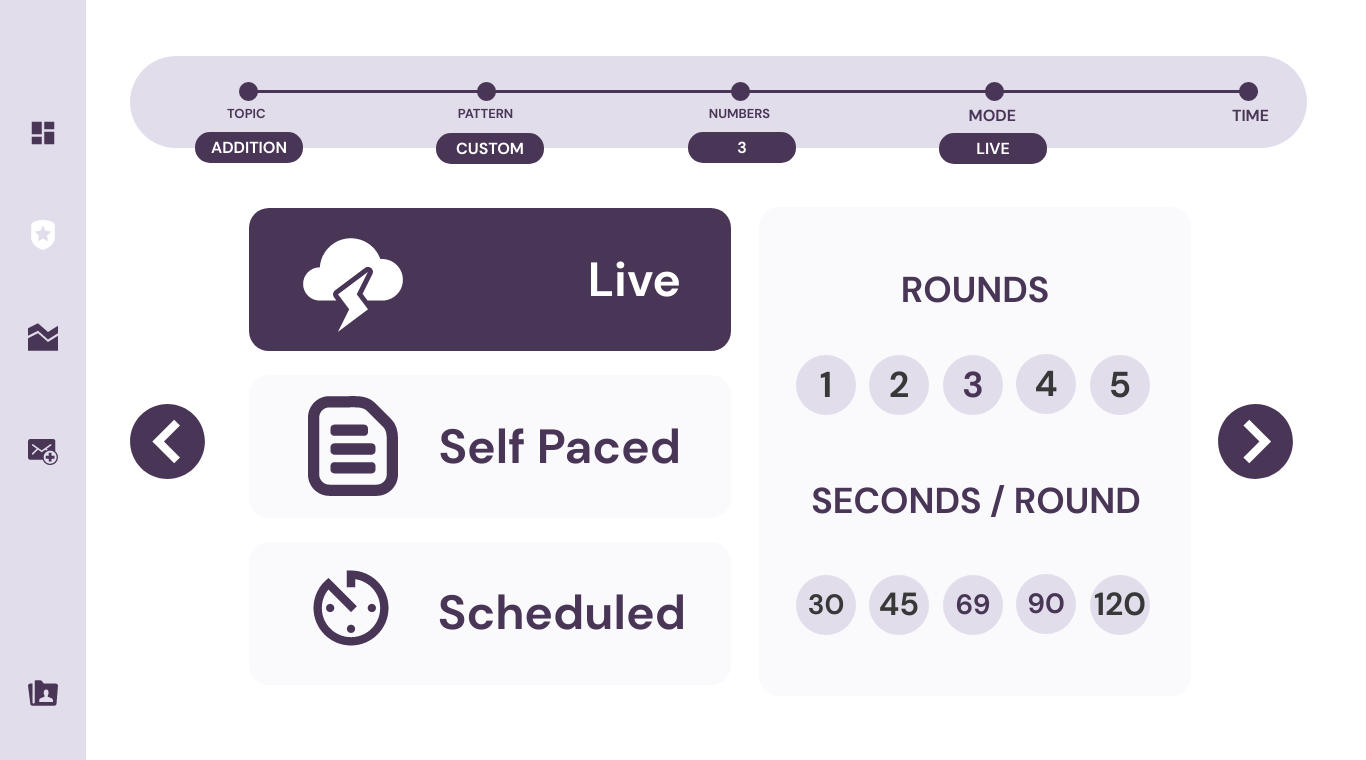 TOPIC PATTERN NUMBERS MODE TIME
ADDITION CUSTOM 3 LIVE
Live
Self Paced
Scheduled
ROUNDS
1 2 3 4 5
SECONDS / ROUND
30 45 69 90 120